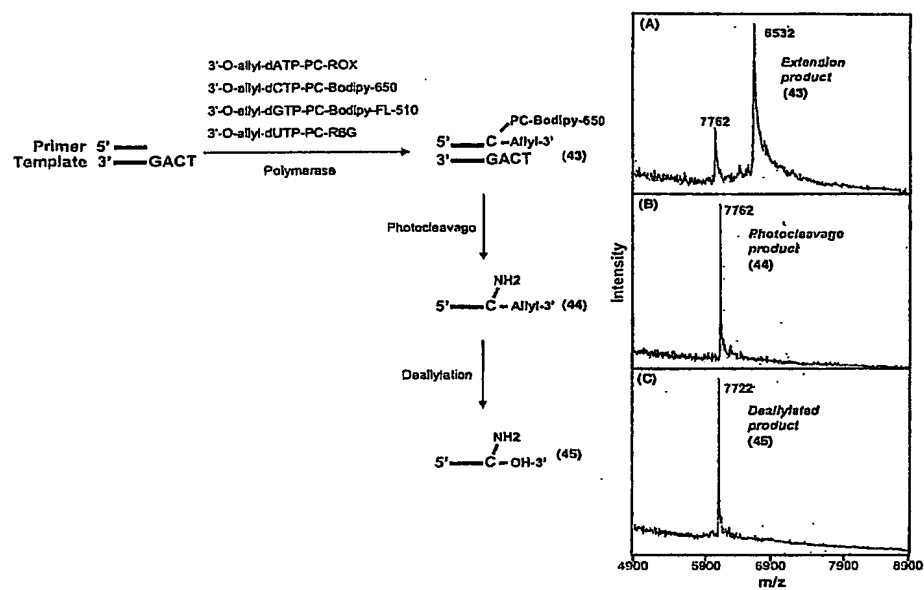 3'-O-allyl-dATP-PC-ROX
3'-O-allyl-dCTP-PC-Bodipy-650
3'-O-allyl-dGTP-PC-Bodipy-FL-510
3'-O-allyl-dUTP-PC-R6G
Primer 5'
Template 3' GACT
Polymerase
PC-Bodipy-650
5' C Allyl-3'
3' GACT (43)
Photocleavago
NH2
5' C Allyl-3' (44)
Deallylation
NH2
5' C OH-3' (45)
(A)
6532
7762
Extension
product
(43)
(B)
7762
Photocleavago
product
(44)
(C)
7722
Deallylated
product
(45)
Intensity
4900 5900 6900 7900 8900
m/z